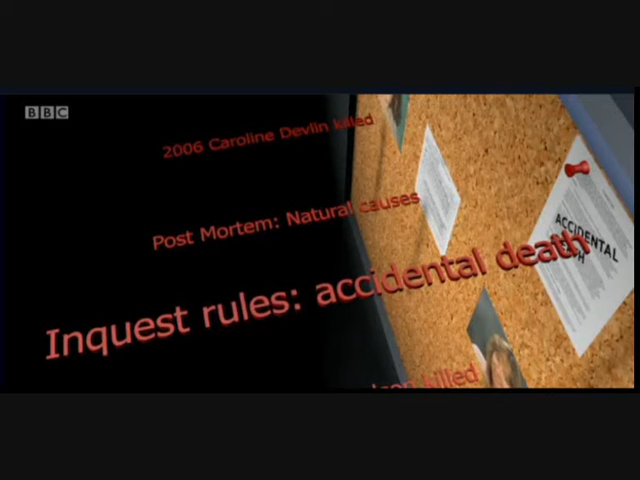 BBC
2006 Caroline Devlin killed
Post Mortem: Natural causes
Inquest rules: accidental death
ACCIDENTAL
killed